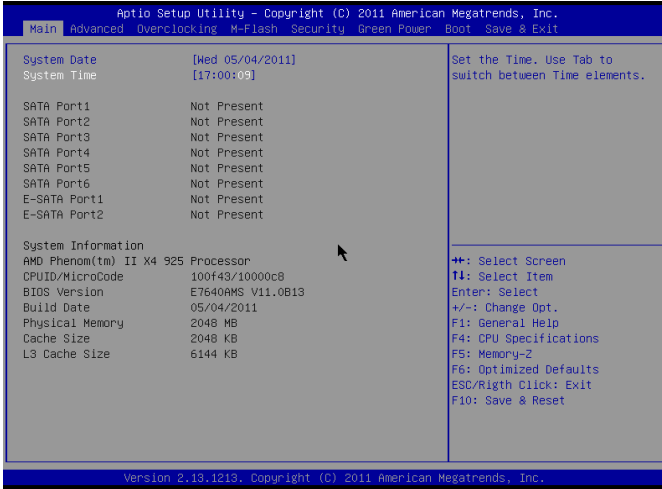 Aptio Setup Utility – Copyright (C) 2011 American Megatrends, Inc.
Main Advanced Overclocking M-Flash Security Green Power Boot Save & Exit
System Date [Wed 05/04/2011]
System Time [17:00:09]
SATA Port1 Not Present
SATA Port2 Not Present
SATA Port3 Not Present
SATA Port4 Not Present
SATA Port5 Not Present
SATA Port6 Not Present
E-SATA Port1 Not Present
E-SATA Port2 Not Present
System Information
AMD Phenom(tm) II X4 925 Processor
CPUID/MicroCode 100f43/10000c8
BIOS Version E7640AMS V11.0B13
Build Date 05/04/2011
Physical Memory 2048 MB
Cache Size 2048 KB
L3 Cache Size 6144 KB
Set the Time. Use Tab to
switch between Time elements.
→←: Select Screen
↑↓: Select Item
Enter: Select
+/-: Change Opt.
F1: General Help
F4: CPU Specifications
F5: Memory-Z
F6: Optimized Defaults
ESC/Rigth Click: Exit
F10: Save & Reset
Version 2.13.1213. Copyright (C) 2011 American Megatrends, Inc.